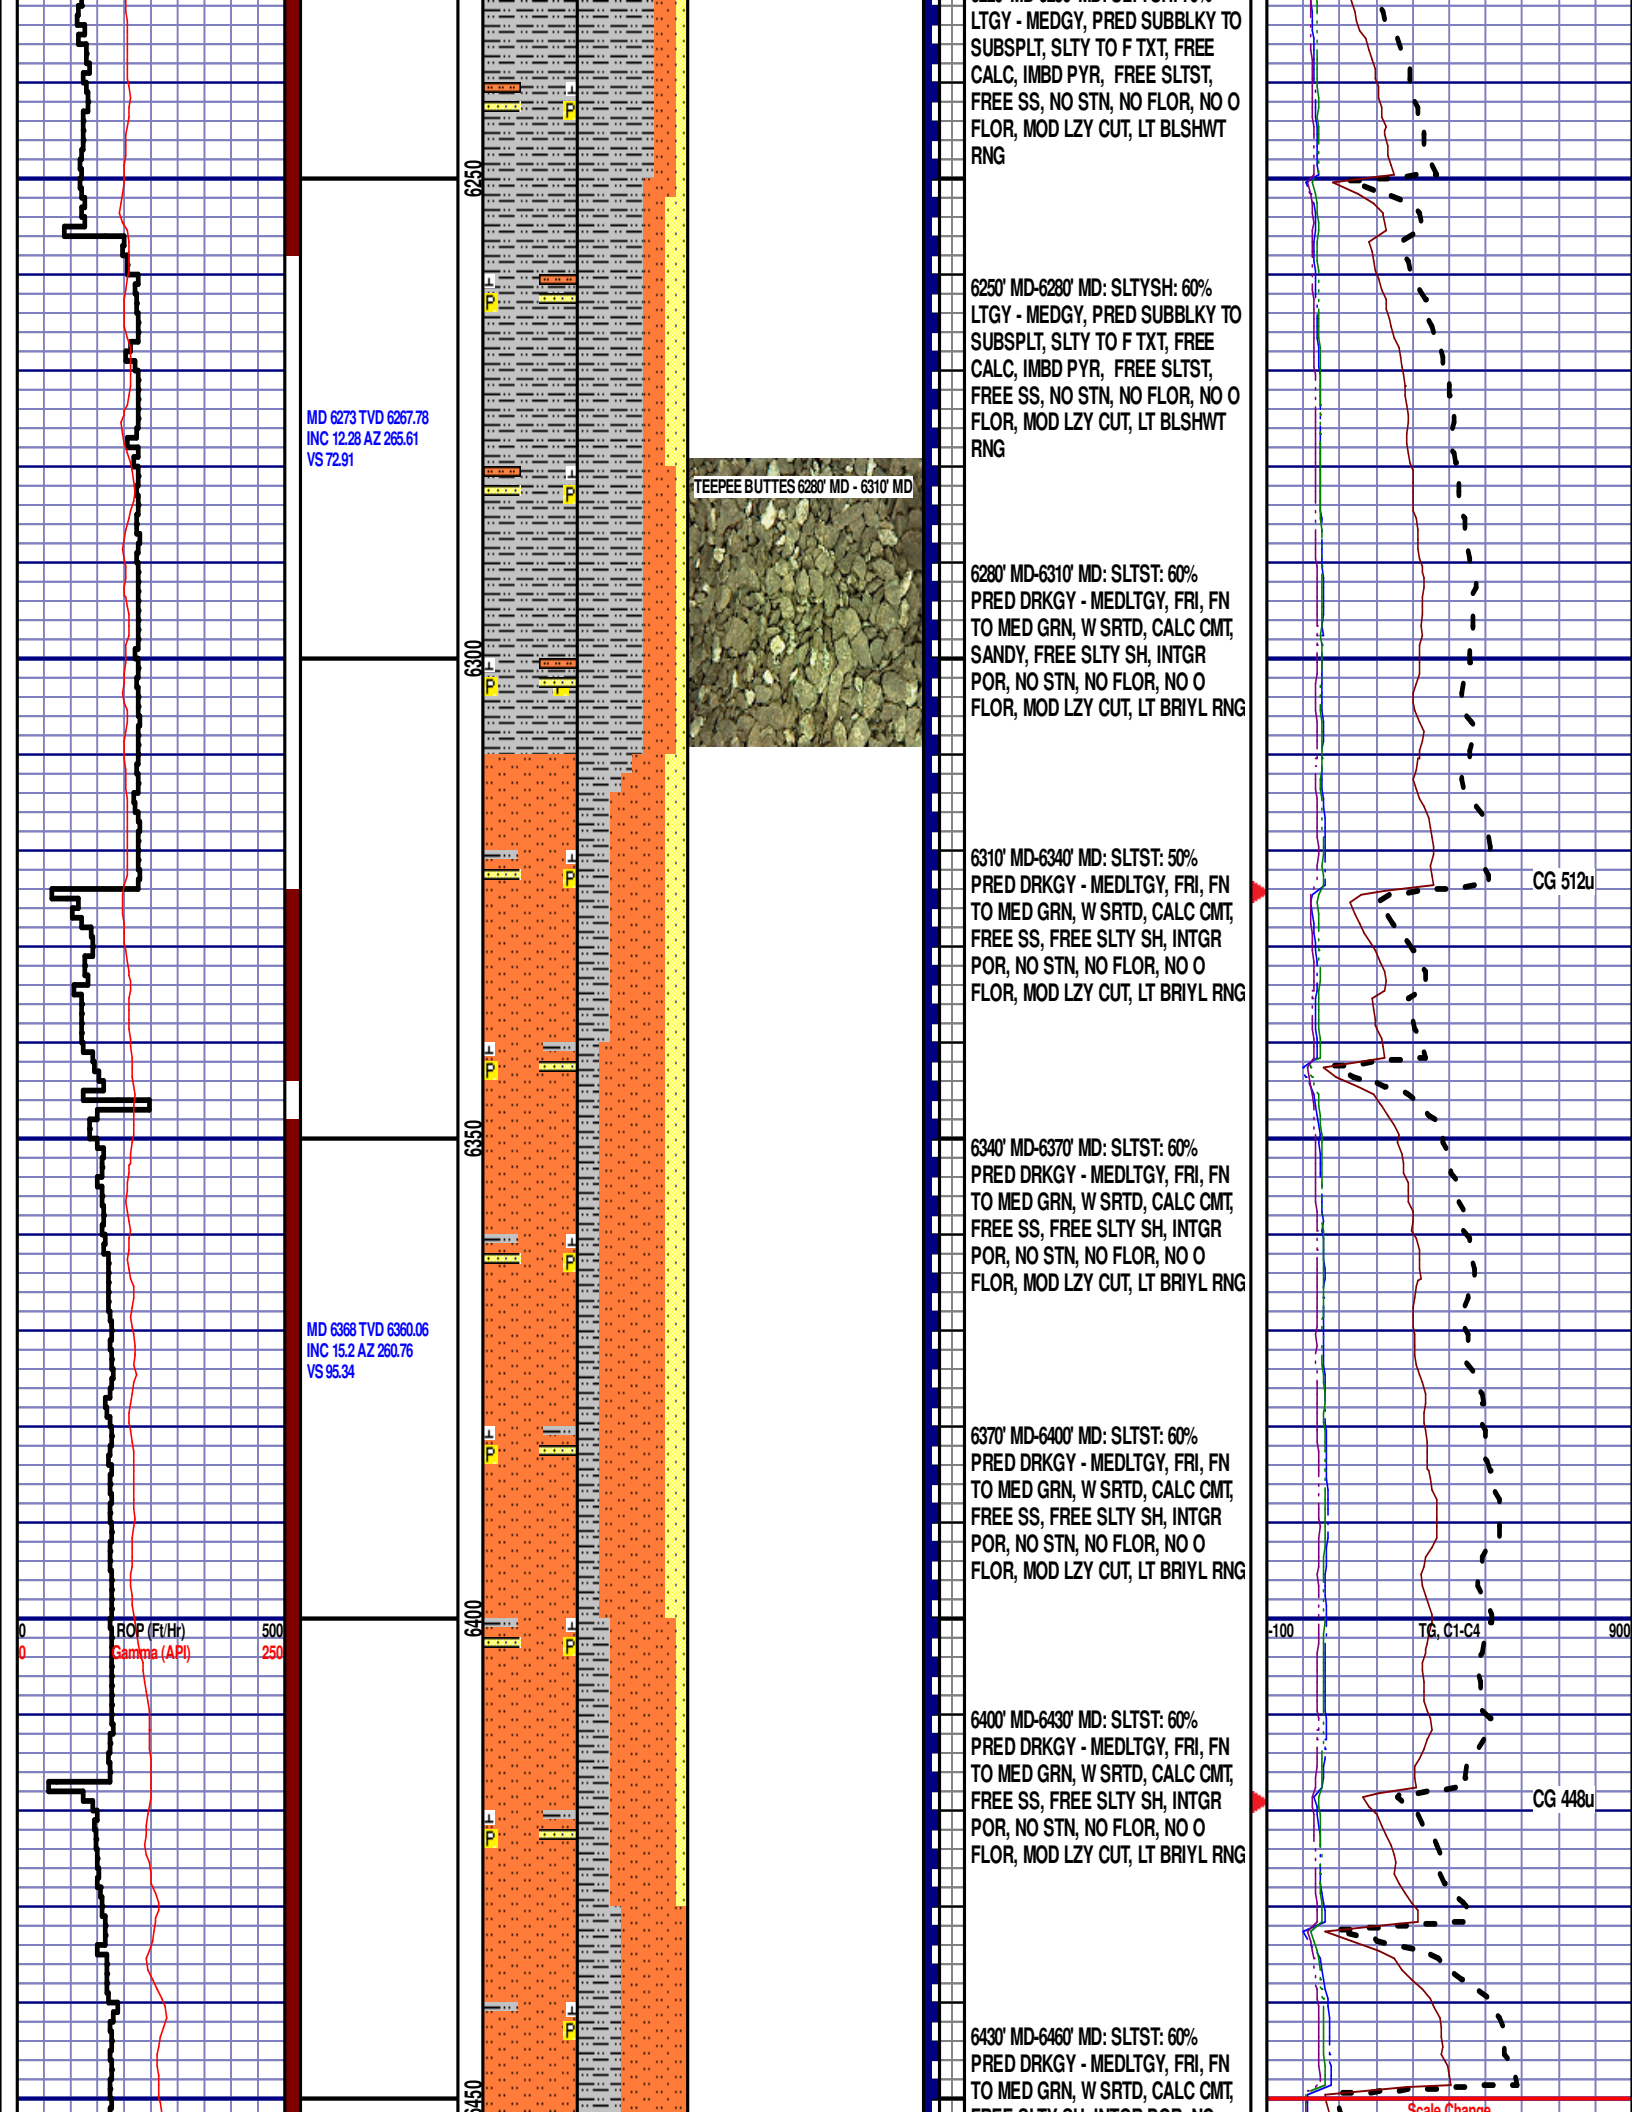 LTGY - MEDGY, PRED SUBBLKY TO
SUBSPLT, SLTY TO F TXT, FREE
CALC, IMBD PYR,  FREE SLTST,
FREE SS, NO STN, NO FLOR, NO O
FLOR, MOD LZY CUT, LT BLSHWT
RNG
6250
6250' MD-6280' MD: SLTYSH: 60%
LTGY - MEDGY, PRED SUBBLKY TO
SUBSPLT, SLTY TO F TXT, FREE
CALC, IMBD PYR,  FREE SLTST,
FREE SS, NO STN, NO FLOR, NO O
FLOR, MOD LZY CUT, LT BLSHWT
RNG
MD 6273 TVD 6267.78
INC 12.28 AZ 265.61
VS 72.91
TEEPEE BUTTES 6280' MD - 6310' MD
6280' MD-6310' MD: SLTST: 60%
PRED DRKGY - MEDLTGY, FRI, FN
TO MED GRN, W SRTD, CALC CMT,
SANDY, FREE SLTY SH, INTGR
POR, NO STN, NO FLOR, NO O
FLOR, MOD LZY CUT, LT BRIYL RNG
6300
6310' MD-6340' MD: SLTST: 50%
PRED DRKGY - MEDLTGY, FRI, FN
TO MED GRN, W SRTD, CALC CMT,
FREE SS, FREE SLTY SH, INTGR
POR, NO STN, NO FLOR, NO O
FLOR, MOD LZY CUT, LT BRIYL RNG
CG 512u
6350
6340' MD-6370' MD: SLTST: 60%
PRED DRKGY - MEDLTGY, FRI, FN
TO MED GRN, W SRTD, CALC CMT,
FREE SS, FREE SLTY SH, INTGR
POR, NO STN, NO FLOR, NO O
FLOR, MOD LZY CUT, LT BRIYL RNG
MD 6368 TVD 6360.06
INC 15.2 AZ 260.76
VS 95.34
6370' MD-6400' MD: SLTST: 60%
PRED DRKGY - MEDLTGY, FRI, FN
TO MED GRN, W SRTD, CALC CMT,
FREE SS, FREE SLTY SH, INTGR
POR, NO STN, NO FLOR, NO O
FLOR, MOD LZY CUT, LT BRIYL RNG
6400
0 ROP (Ft/Hr) 500
0 Gamma (API) 250
-100 TG, C1-C4 900
6400' MD-6430' MD: SLTST: 60%
PRED DRKGY - MEDLTGY, FRI, FN
TO MED GRN, W SRTD, CALC CMT,
FREE SS, FREE SLTY SH, INTGR
POR, NO STN, NO FLOR, NO O
FLOR, MOD LZY CUT, LT BRIYL RNG
CG 448u
6430' MD-6460' MD: SLTST: 60%
PRED DRKGY - MEDLTGY, FRI, FN
TO MED GRN, W SRTD, CALC CMT,
FREE SLTY SH, INTGR POR, NO
6450
Scale Change